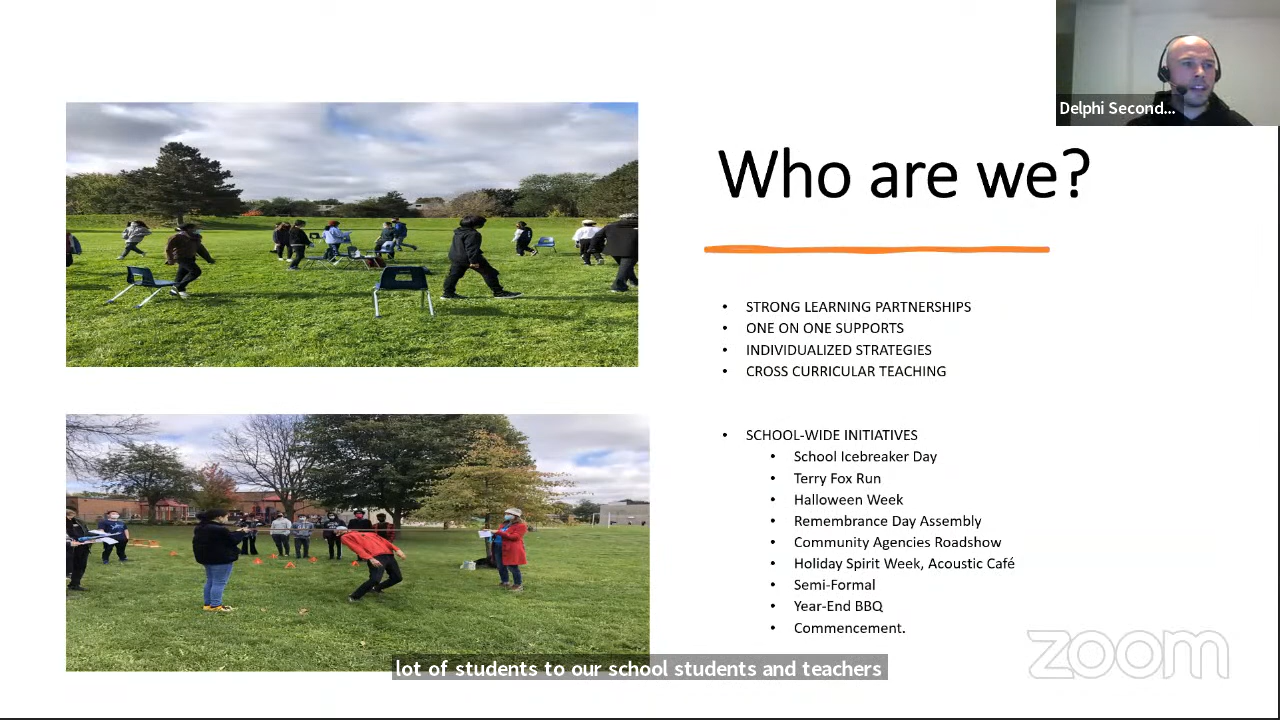 Delphi Second...
Who are we?
• STRONG LEARNING PARTNERSHIPS
• ONE ON ONE SUPPORTS
• INDIVIDUALIZED STRATEGIES
• CROSS CURRICULAR TEACHING
• SCHOOL-WIDE INITIATIVES
• School Icebreaker Day
• Terry Fox Run
• Halloween Week
• Remembrance Day Assembly
• Community Agencies Roadshow
• Holiday Spirit Week, Acoustic Café
• Semi-Formal
• Year-End BBQ
• Commencement.
zoom
lot of students to our school students and teachers